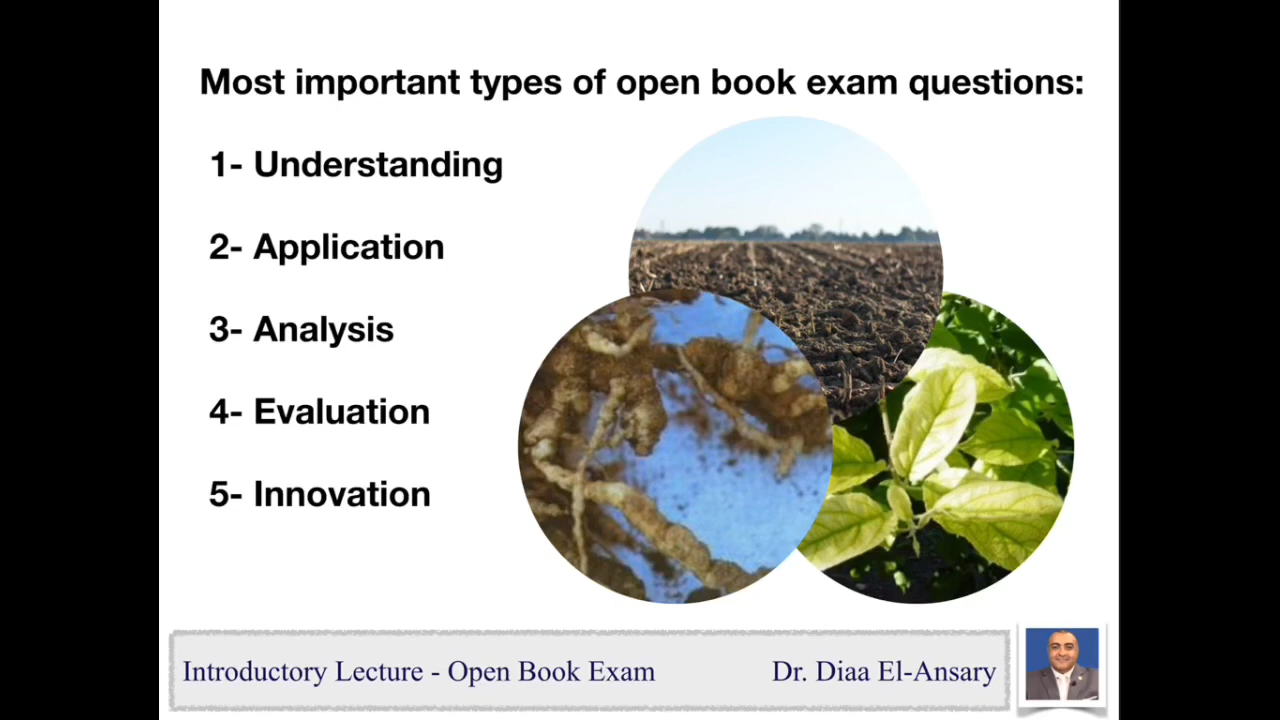 Most important types of open book exam questions:
1- Understanding
2- Application
3- Analysis
4- Evaluation
5- Innovation
Introductory Lecture - Open Book Exam Dr. Diaa El-Ansary